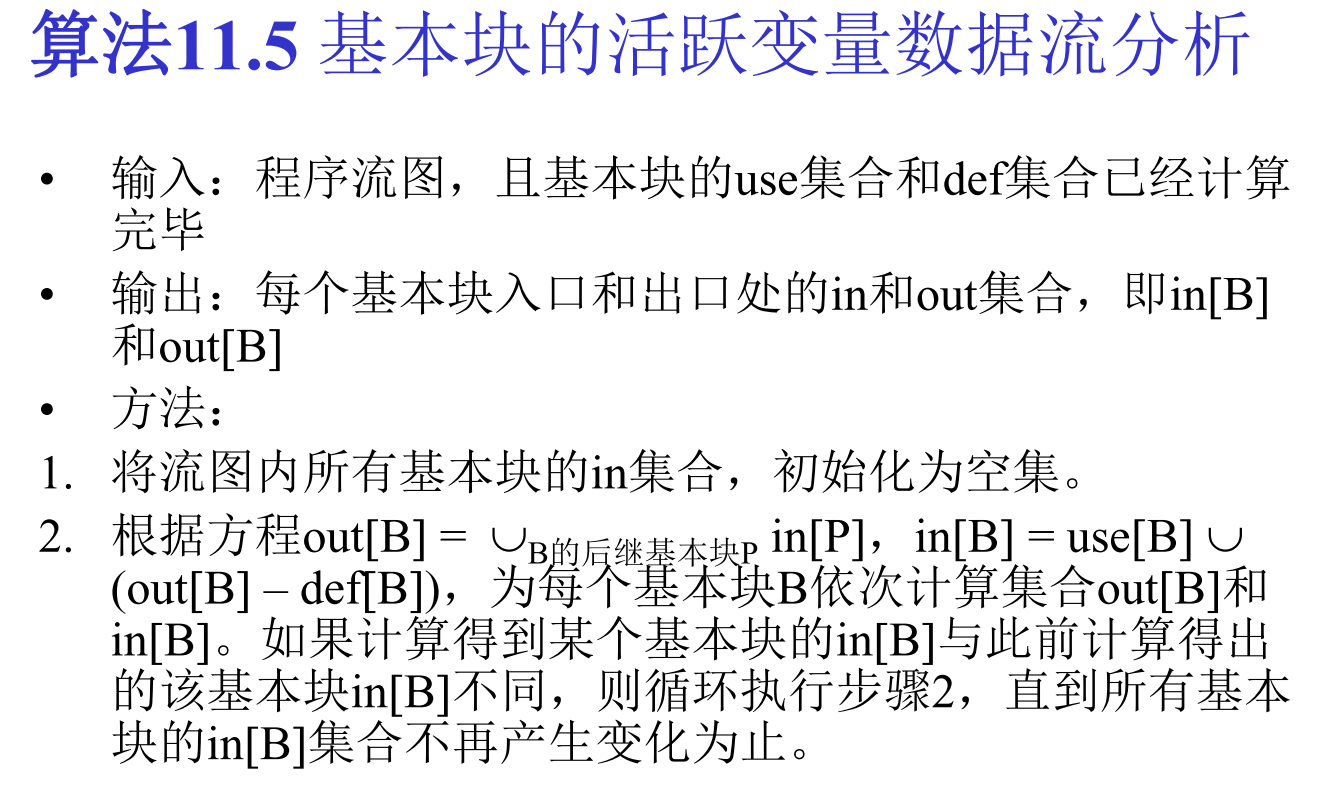 算法11.5 基本块的活跃变量数据流分析
• 输入：程序流图，且基本块的use集合和def集合已经计算
完毕
• 输出：每个基本块入口和出口处的in和out集合，即in[B]
和out[B]
• 方法：
1. 将流图内所有基本块的in集合，初始化为空集。
2. 根据方程out[B] = ∪B的后继基本块P in[P]，in[B] = use[B] ∪
(out[B] – def[B])，为每个基本块B依次计算集合out[B]和
in[B]。如果计算得到某个基本块的in[B]与此前计算得出
的该基本块in[B]不同，则循环执行步骤2，直到所有基本
块的in[B]集合不再产生变化为止。